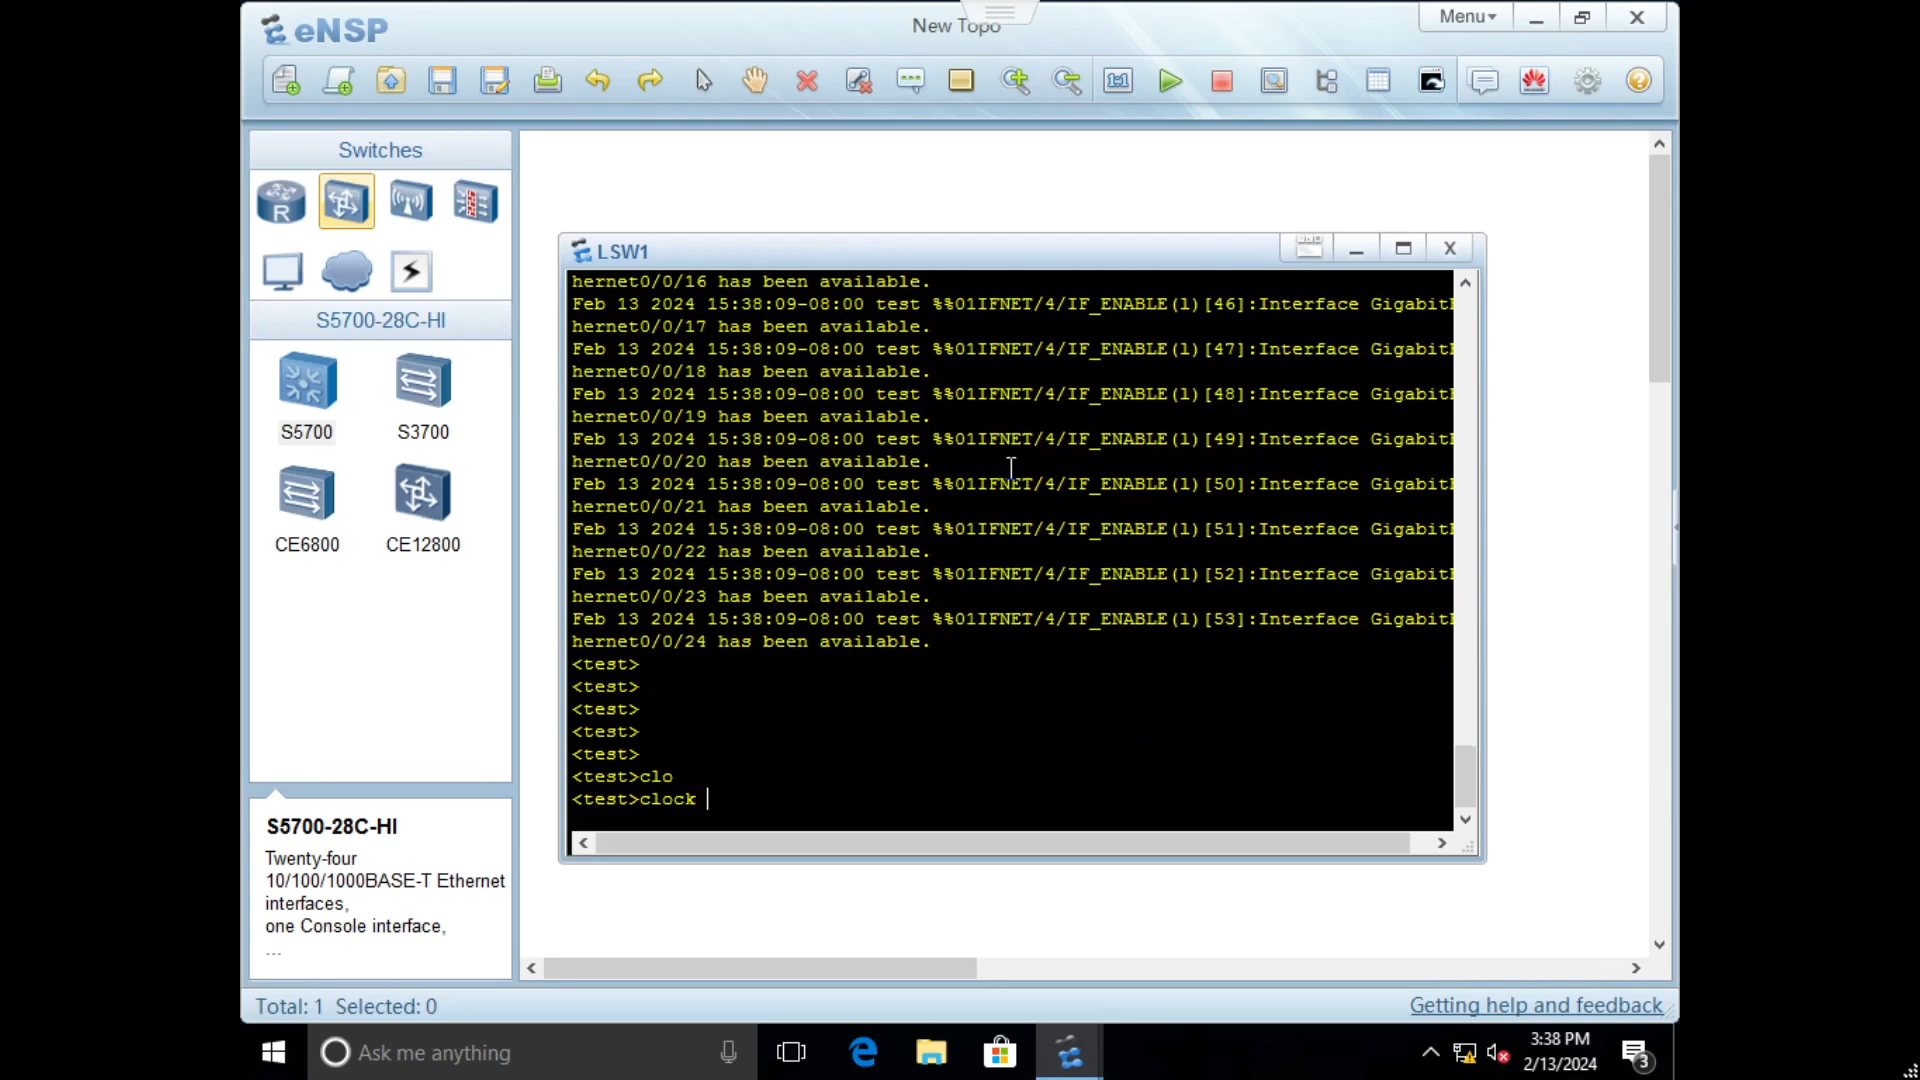 eNSP
New Topo
Menu
Switches
R
S5700-28C-HI
S5700
S3700
CE6800
CE12800
S5700-28C-HI
Twenty-four
10/100/1000BASE-T Ethernet
interfaces,
one Console interface,
...
LSW1
hernet0/0/16 has been available.
Feb 13 2024 15:38:09-08:00 test %%01IFNET/4/IF_ENABLE(l)[46]:Interface Gigabit
hernet0/0/17 has been available.
Feb 13 2024 15:38:09-08:00 test %%01IFNET/4/IF_ENABLE(l)[47]:Interface Gigabit
hernet0/0/18 has been available.
Feb 13 2024 15:38:09-08:00 test %%01IFNET/4/IF_ENABLE(l)[48]:Interface Gigabit
hernet0/0/19 has been available.
Feb 13 2024 15:38:09-08:00 test %%01IFNET/4/IF_ENABLE(l)[49]:Interface Gigabit
hernet0/0/20 has been available.
Feb 13 2024 15:38:09-08:00 test %%01IFNET/4/IF_ENABLE(l)[50]:Interface Gigabit
hernet0/0/21 has been available.
Feb 13 2024 15:38:09-08:00 test %%01IFNET/4/IF_ENABLE(l)[51]:Interface Gigabit
hernet0/0/22 has been available.
Feb 13 2024 15:38:09-08:00 test %%01IFNET/4/IF_ENABLE(l)[52]:Interface Gigabit
hernet0/0/23 has been available.
Feb 13 2024 15:38:09-08:00 test %%01IFNET/4/IF_ENABLE(l)[53]:Interface Gigabit
hernet0/0/24 has been available.
<test>
<test>
<test>
<test>
<test>
<test>clo
<test>clock
Total: 1 Selected: 0
Getting help and feedback
Ask me anything
3:38 PM
2/13/2024
3